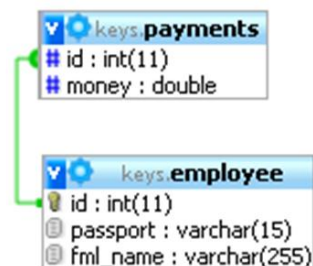 keys.payments
# id : int(11)
# money : double
keys.employee
id : int(11)
passport : varchar(15)
fml_name : varchar(255)